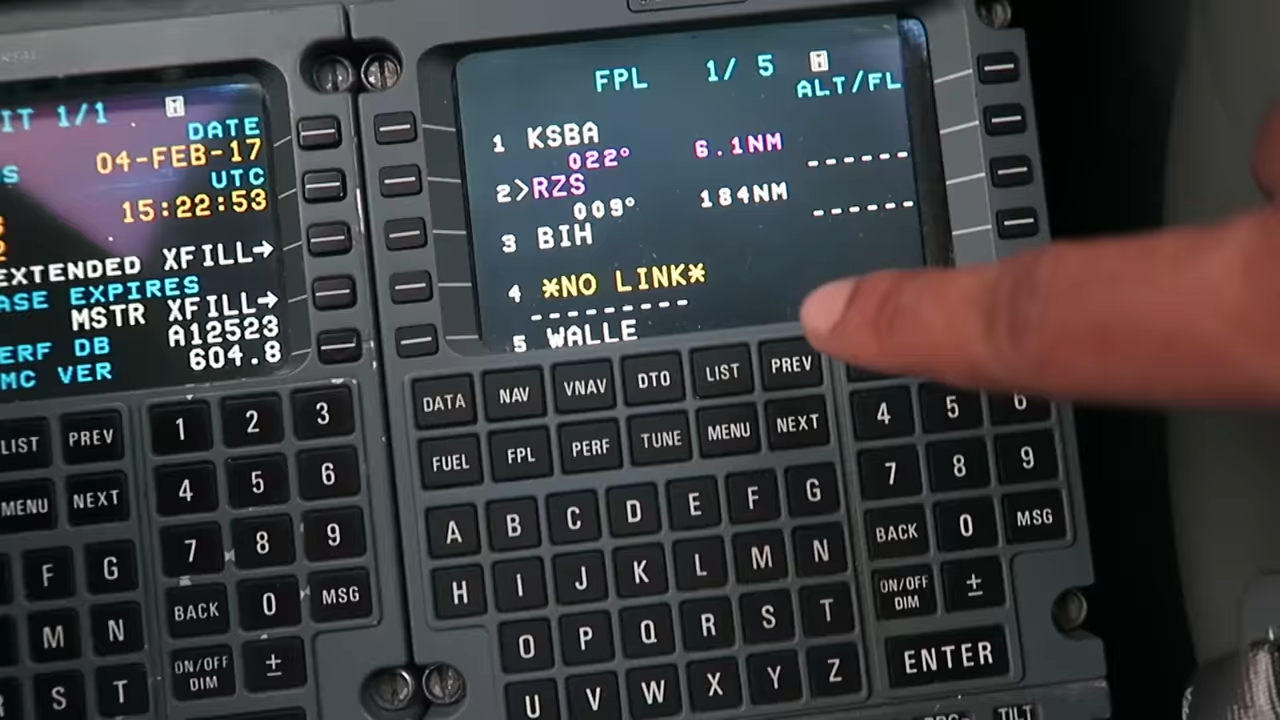 IT 1/1 M
DATE
S 04-FEB-17
UTC
15:22:53
2
EXTENDED XFILL→
ASE EXPIRES
MSTR XFILL→
A12523
ERF DB 604.8
MC VER
FPL 1/ 5 M
ALT/FL
1 KSBA
022° 6.1NM ------
2>RZS
009° 184NM ------
3 BIH
4 *NO LINK*
---------
5 WALLE
LIST PREV
MENU NEXT
F G
M N
S T
1 2 3
4 5 6
7 8 9
BACK 0 MSG
ON/OFF DIM ±
DATA NAV VNAV DTO LIST PREV
FUEL FPL PERF TUNE MENU NEXT
A B C D E F G
H I J K L M N
O P Q R S T
U V W X Y Z
4 5 6
7 8 9
BACK 0 MSG
ON/OFF DIM ±
ENTER
TILT